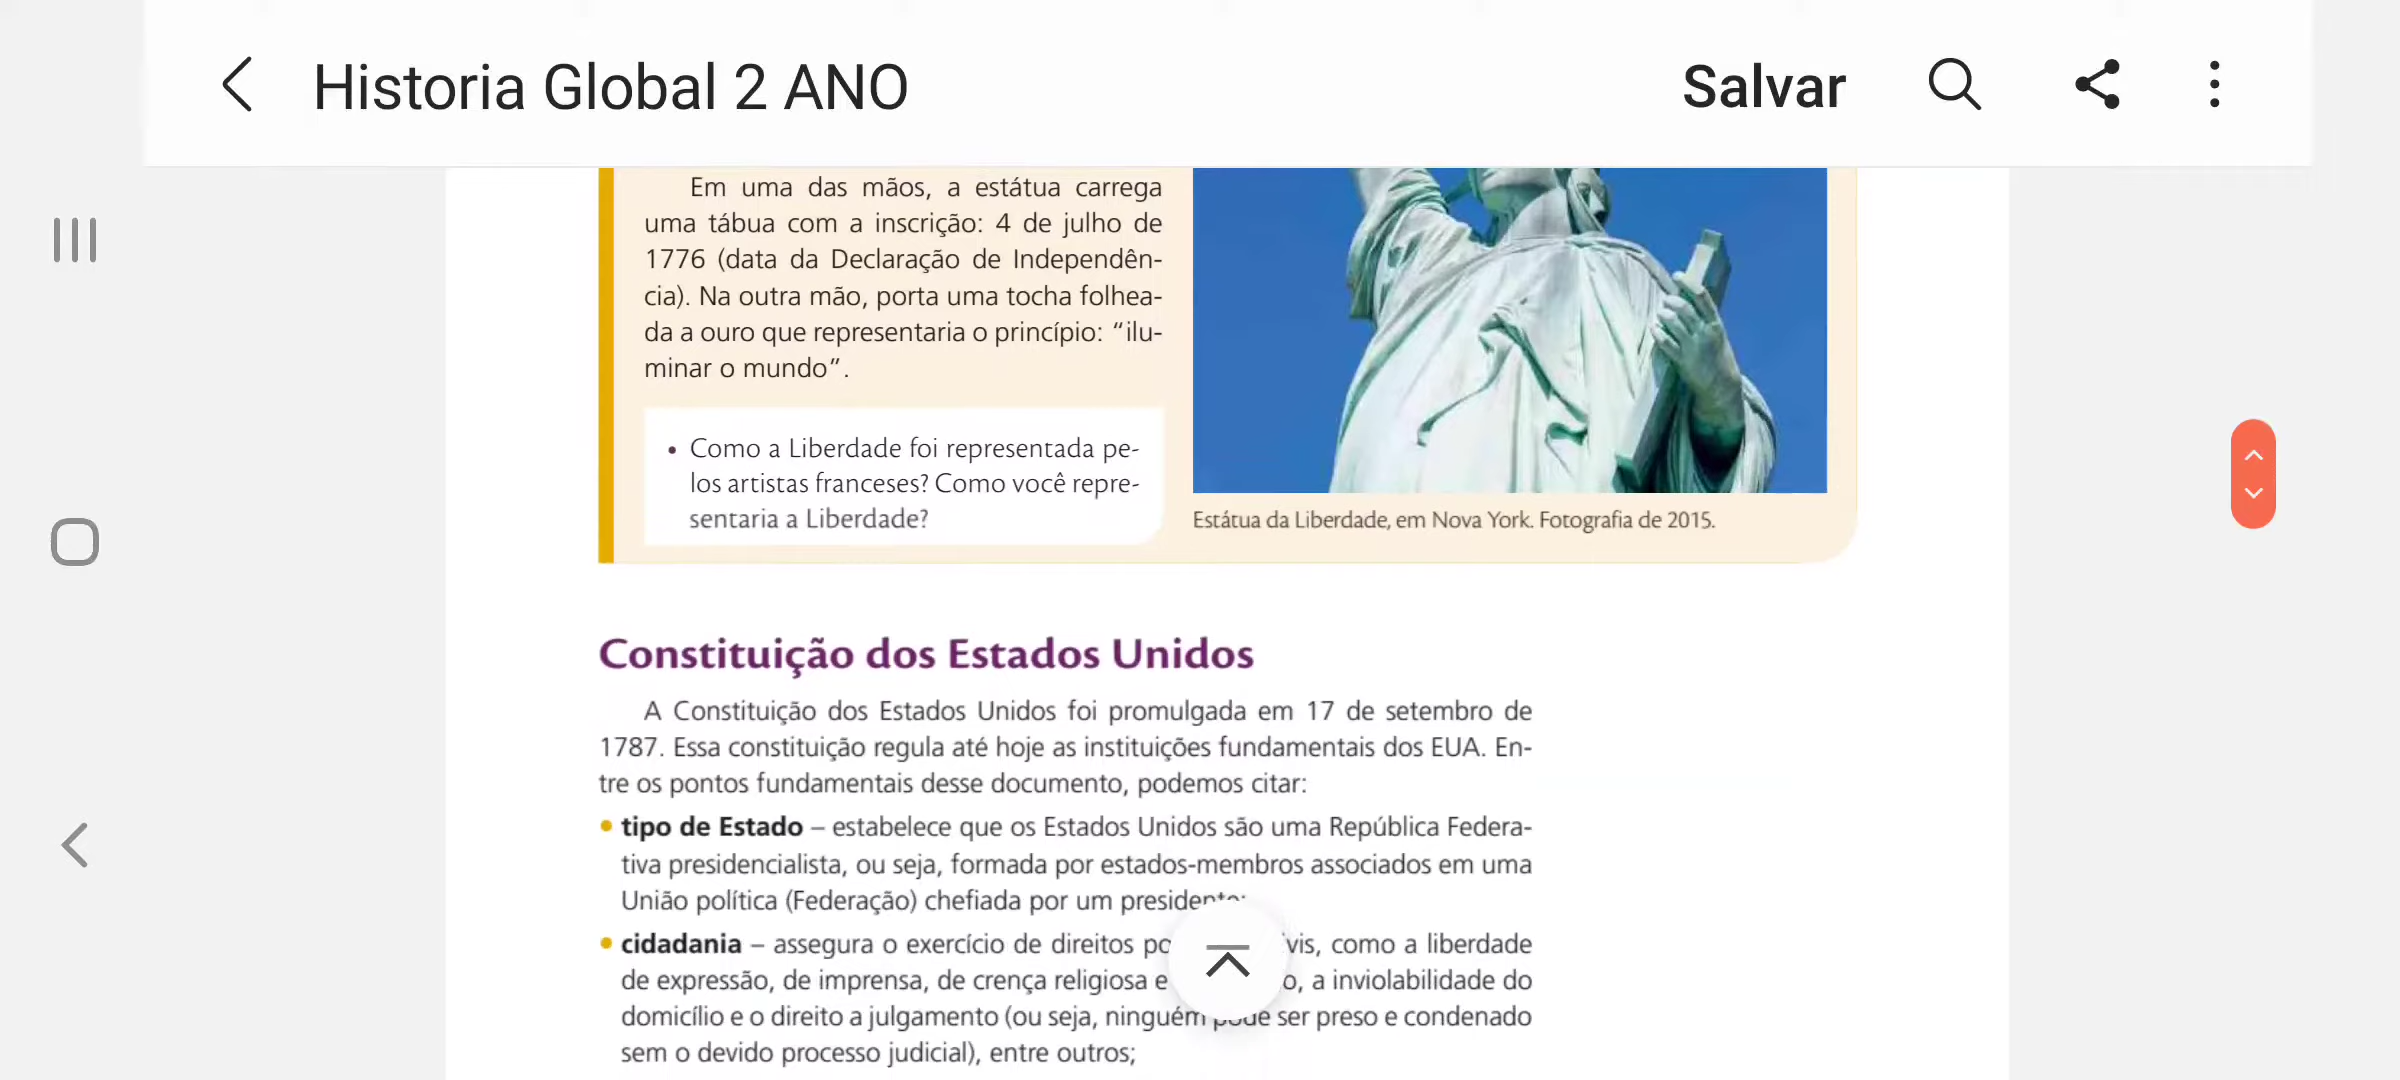 Historia Global 2 ANO
Salvar
Em uma das mãos, a estátua carrega
uma tábua com a inscrição: 4 de julho de
1776 (data da Declaração de Independên-
cia). Na outra mão, porta uma tocha folhea-
da a ouro que representaria o princípio: “ilu-
minar o mundo”.
• Como a Liberdade foi representada pe-
los artistas franceses? Como você repre-
sentaria a Liberdade?
Estátua da Liberdade, em Nova York. Fotografia de 2015.
Constituição dos Estados Unidos
A Constituição dos Estados Unidos foi promulgada em 17 de setembro de
1787. Essa constituição regula até hoje as instituições fundamentais dos EUA. En-
tre os pontos fundamentais desse documento, podemos citar:
• tipo de Estado – estabelece que os Estados Unidos são uma República Federa-
tiva presidencialista, ou seja, formada por estados-membros associados em uma
União política (Federação) chefiada por um presidente;
• cidadania – assegura o exercício de direitos como a liberdade
de expressão, de imprensa, de crença religiosa e a inviolabilidade do
domicílio e o direito a julgamento (ou seja, ninguém pode ser preso e condenado
sem o devido processo judicial), entre outros;